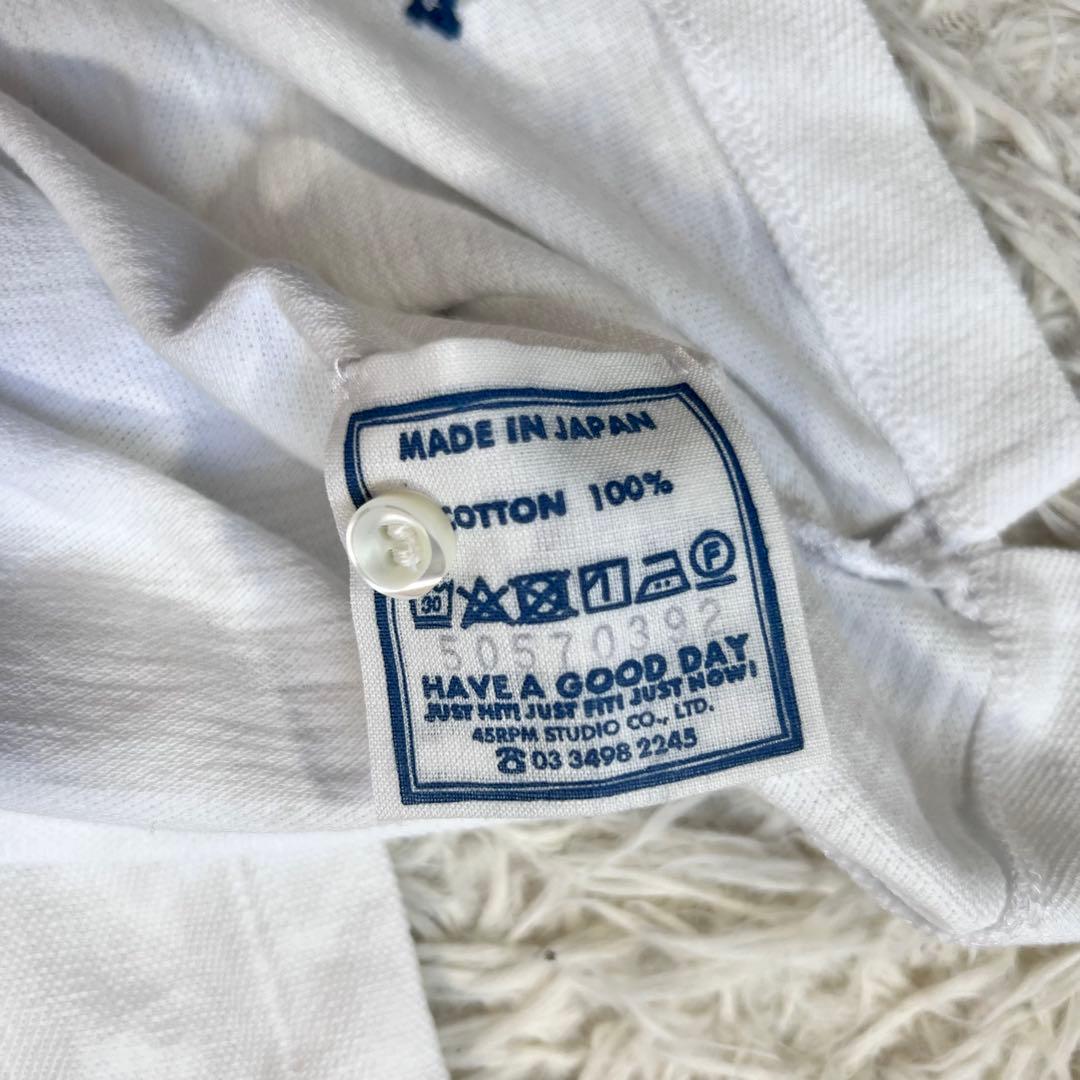 MADE IN JAPAN
COTTON 100%
30 F
50570392
HAVE A GOOD DAY
JUST HIT! JUST FIT! JUST NOW!
45RPM STUDIO CO., LTD.
☎ 03 3498 2245